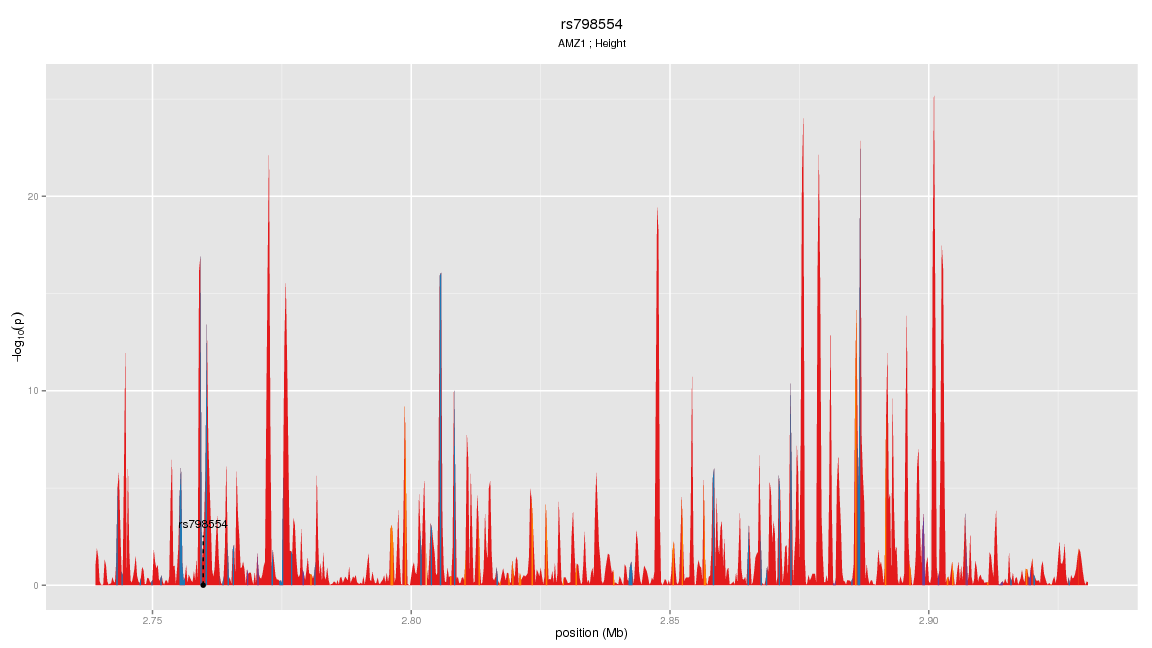 rs798554
AMZ1 ; Height
20
10
0
−log10(p)
rs798554
2.75
2.80
2.85
2.90
position (Mb)